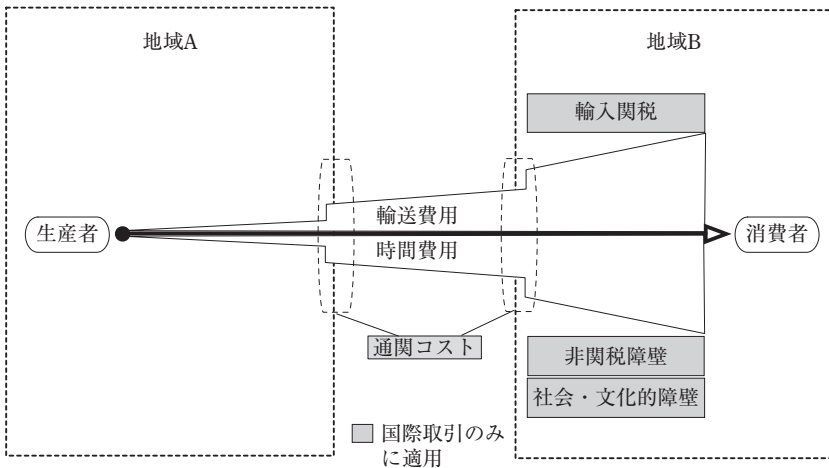 地域A
地域B
輸入関税
輸送費用
生産者
消費者
時間費用
通関コスト
非関税障壁
社会・文化的障壁
国際取引のみ
に適用